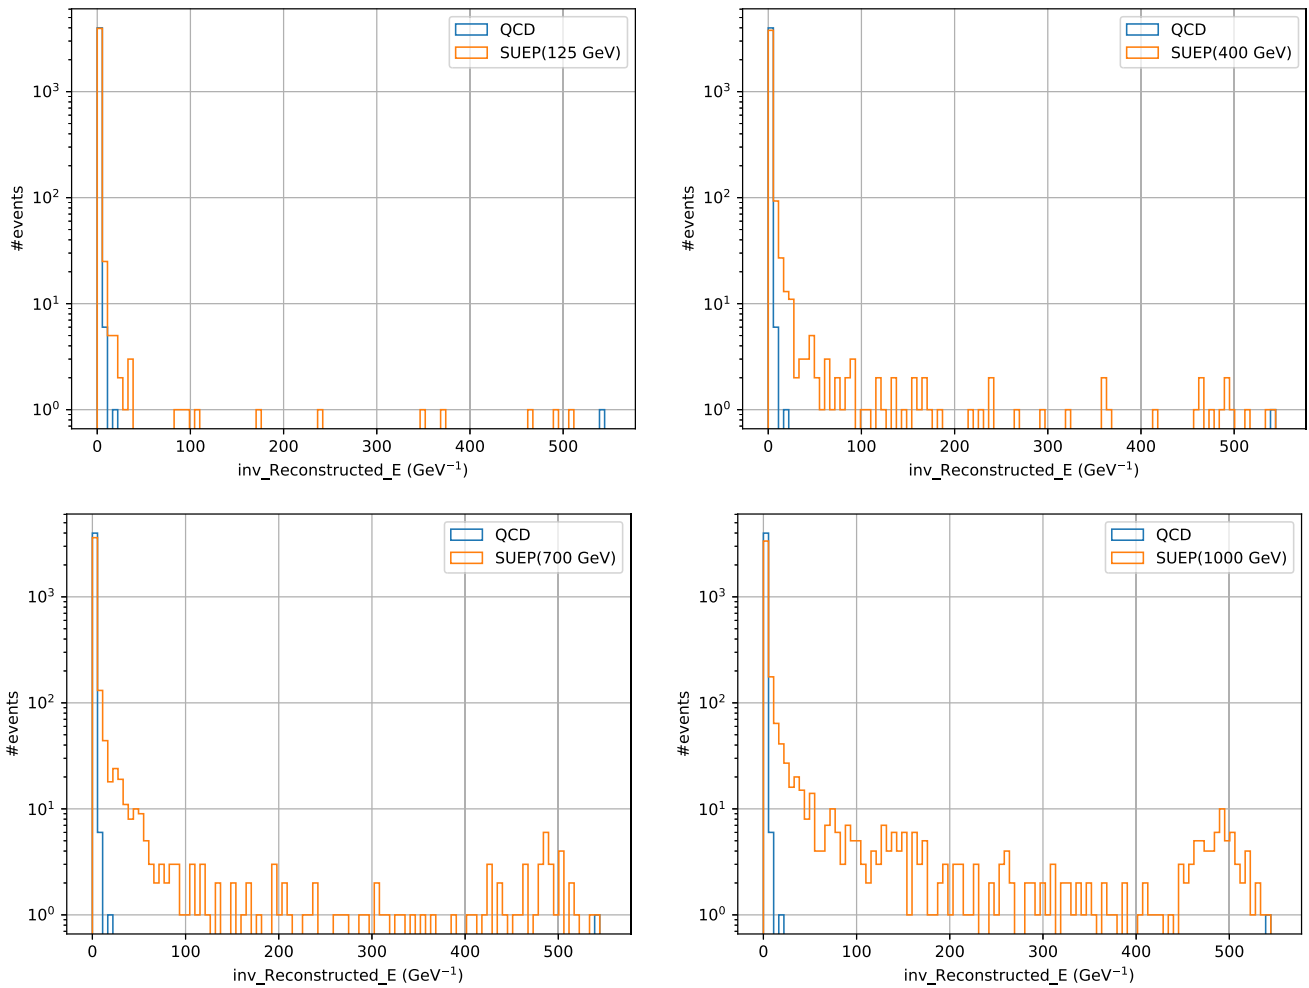 QCD
SUEP(125 GeV)
10³
10²
10¹
10⁰
#events
0 100 200 300 400 500
inv_Reconstructed_E (GeV⁻¹)
QCD
SUEP(400 GeV)
10³
10²
10¹
10⁰
#events
0 100 200 300 400 500
inv_Reconstructed_E (GeV⁻¹)
QCD
SUEP(700 GeV)
10³
10²
10¹
10⁰
#events
0 100 200 300 400 500
inv_Reconstructed_E (GeV⁻¹)
QCD
SUEP(1000 GeV)
10³
10²
10¹
10⁰
#events
0 100 200 300 400 500
inv_Reconstructed_E (GeV⁻¹)